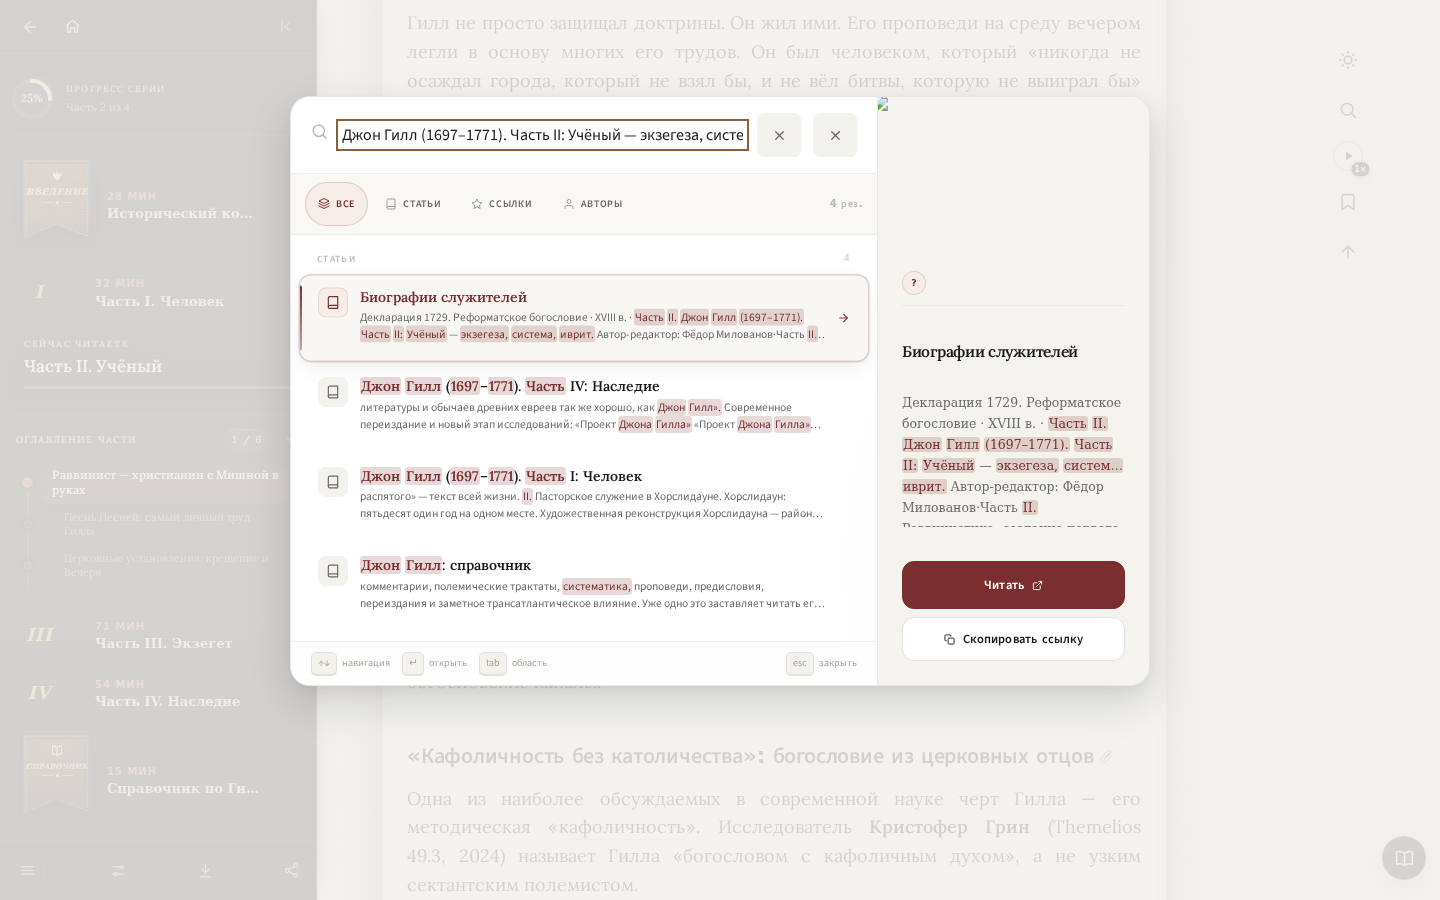 Гилл не просто защищал доктрины. Он жил ими. Его проповеди на среду вечером
легли в основу многих его трудов. Он был человеком, который «никогда не
осаждал города, который не взял бы, и не вёл битвы, которую не выиграл бы»
25%
ПРОГРЕСС СЕРИИ
Часть 2 из 4
ВВЕДЕНИЕ
28 МИН
Исторический ко…
I
32 МИН
Часть I. Человек
СЕЙЧАС ЧИТАЕТЕ
Часть II. Учёный
ОГЛАВЛЕНИЕ ЧАСТИ
1 / 6
Раввинист — христианин с Мишной в
руках
Песнь Песней: самый личный труд
Гилла
Церковные установления: крещение и
Вечеря
III
71 МИН
Часть III. Экзегет
IV
54 МИН
Часть IV. Наследие
СПРАВОЧНИК
15 МИН
Справочник по Ги…
Джон Гилл (1697–1771). Часть II: Учёный — экзегеза, систе
ВСЕ
СТАТЬИ
ССЫЛКИ
АВТОРЫ
4 рез.
СТАТЬИ
4
Биографии служителей
Декларация 1729. Реформатское богословие · XVIII в. · Часть II. Джон Гилл (1697–1771).
Часть II: Учёный — экзегеза, система, иврит. Автор-редактор: Фёдор Милованов·Часть II…
Джон Гилл (1697–1771). Часть IV: Наследие
литературы и обычаев древних евреев так же хорошо, как Джон Гилл». Современное
переиздание и новый этап исследований: «Проект Джона Гилла» «Проект Джона Гилла»…
Джон Гилл (1697–1771). Часть I: Человек
распятого» — текст всей жизни. II. Пасторское служение в Хорслидауне. Хорслидаун:
пятьдесят один год на одном месте. Художественная реконструкция Хорслидауна — район…
Джон Гилл: справочник
комментарии, полемические трактаты, систематика, проповеди, предисловия,
переиздания и заметное трансатлантическое влияние. Уже одно это заставляет читать ег…
навигация
открыть
tab
область
esc
закрыть
?
Биографии служителей
Декларация 1729. Реформатское
богословие · XVIII в. · Часть II.
Джон Гилл (1697–1771). Часть
II: Учёный — экзегеза, систем…
иврит. Автор-редактор: Фёдор
Милованов·Часть II.
Читать
Скопировать ссылку
1×
«Кафоличность без католичества»: богословие из церковных отцов
Одна из наиболее обсуждаемых в современной науке черт Гилла — его
методическая «кафоличность». Исследователь Кристофер Грин (Themelios
49.3, 2024) называет Гилла «богословом с кафоличным духом», а не узким
сектантским полемистом.